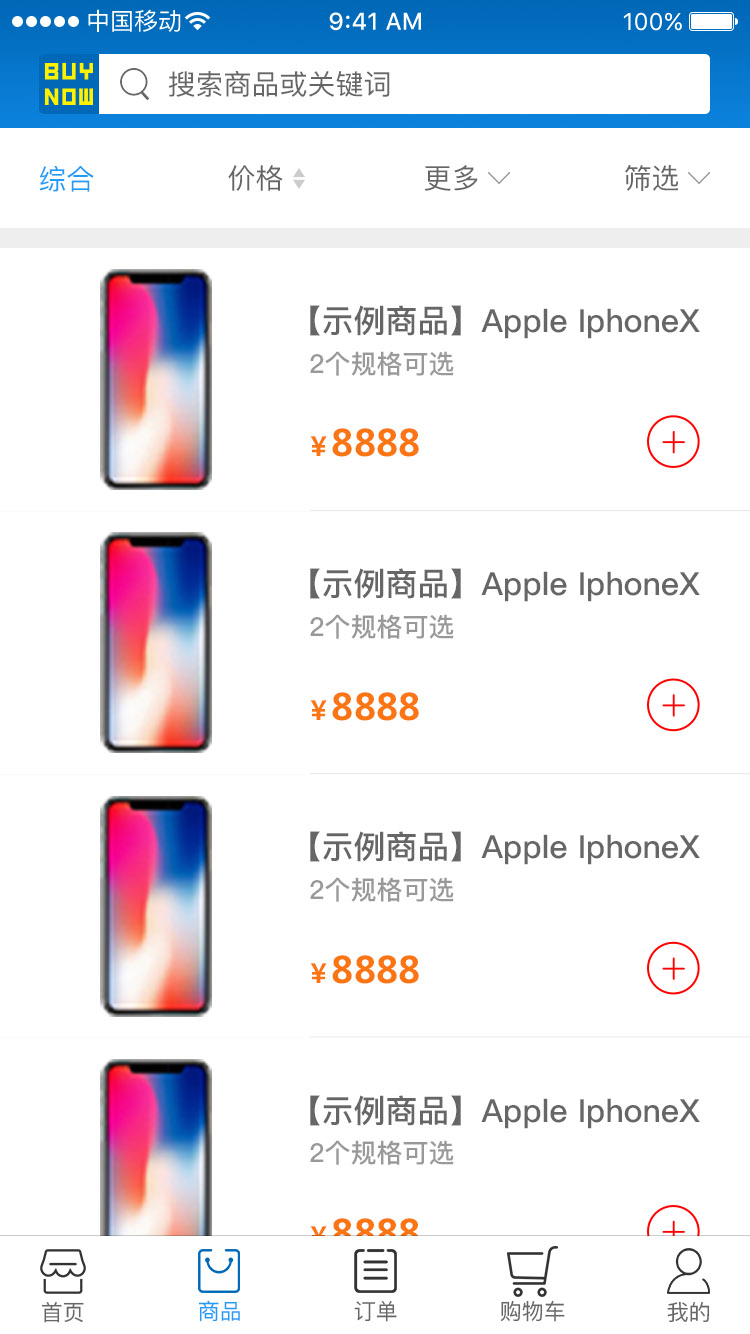 中国移动 9:41 AM 100%
BUY
NOW
搜索商品或关键词
综合 价格 更多 筛选
【示例商品】Apple IphoneX
2个规格可选
¥8888
【示例商品】Apple IphoneX
2个规格可选
¥8888
【示例商品】Apple IphoneX
2个规格可选
¥8888
【示例商品】Apple IphoneX
2个规格可选
¥8888
首页 商品 订单 购物车 我的